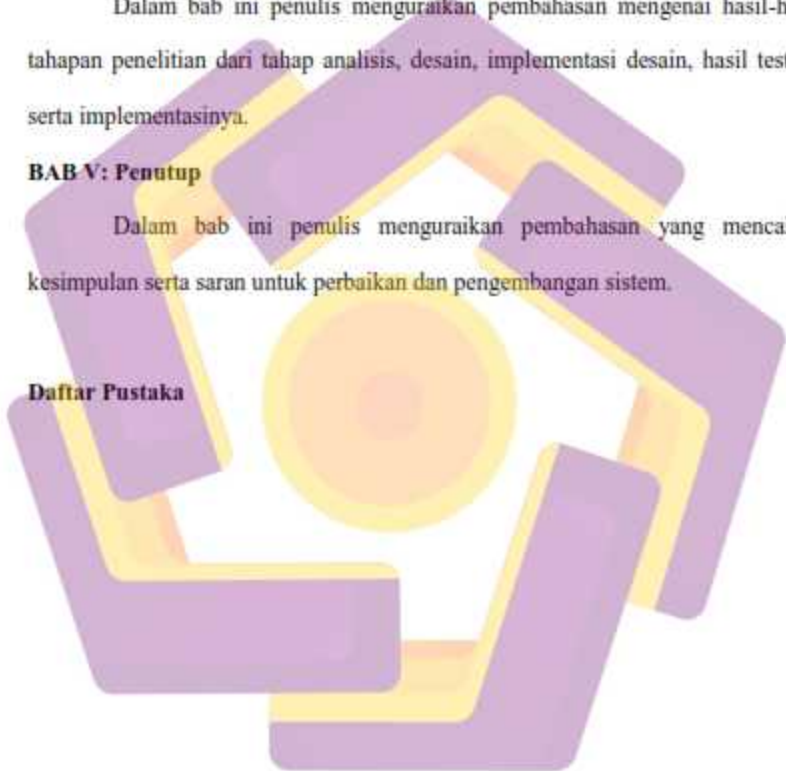 Dalam bab ini penulis menguraikan pembahasan mengenai
tahapan penelitian dari tahap analisis, desain, implementasi desain, hasil
serta implementasinya.
BAB V: Penutup
Dalam bab ini penulis menguraikan pembahasan yang
kesimpulan serta saran untuk perbaikan dan pengembangan sistem.
Daftar Pustaka